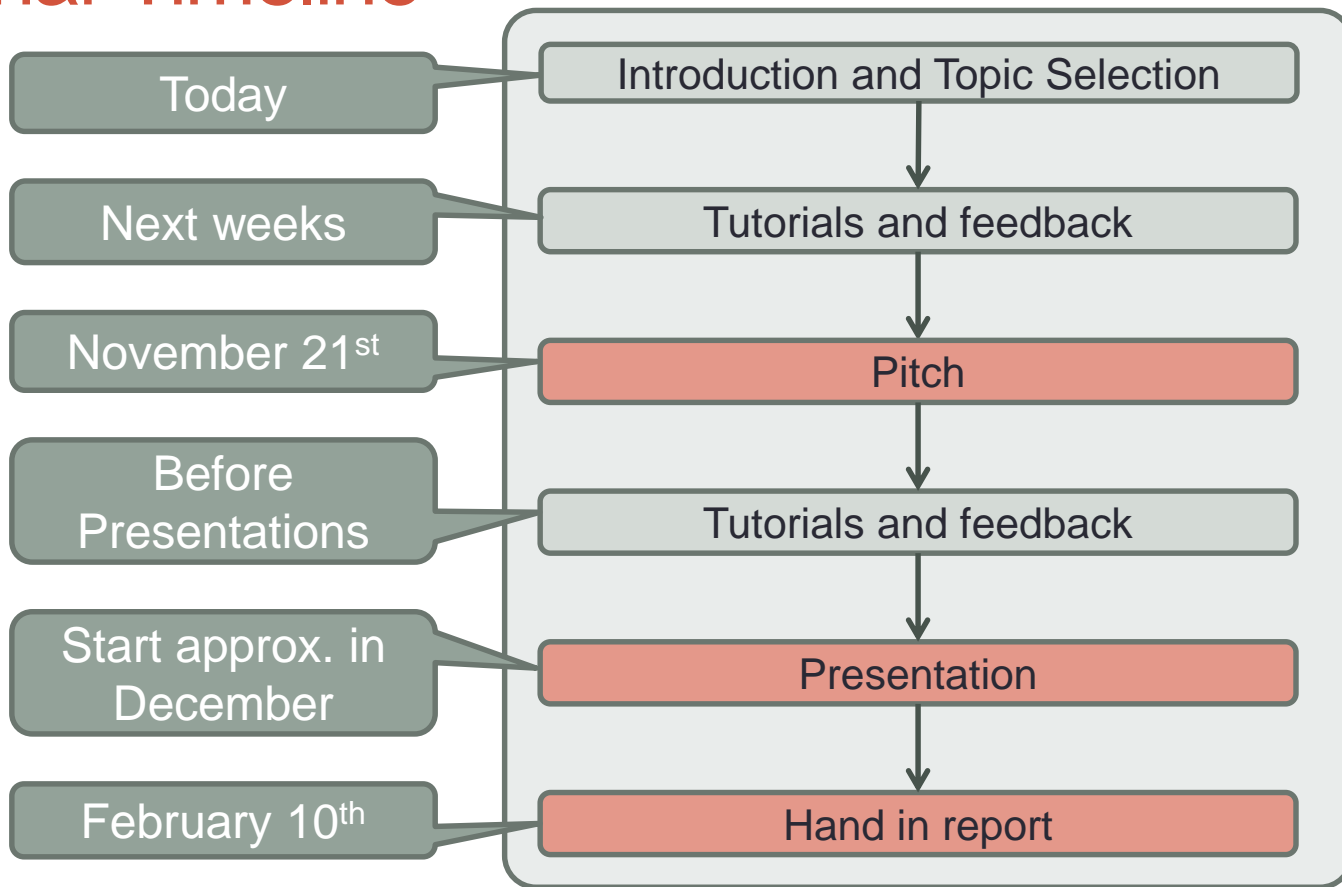 Timeline
Today
Introduction and Topic Selection
Next weeks
Tutorials and feedback
November 21st
Pitch
Before
Presentations
Tutorials and feedback
Start approx. in
December
Presentation
February 10th
Hand in report